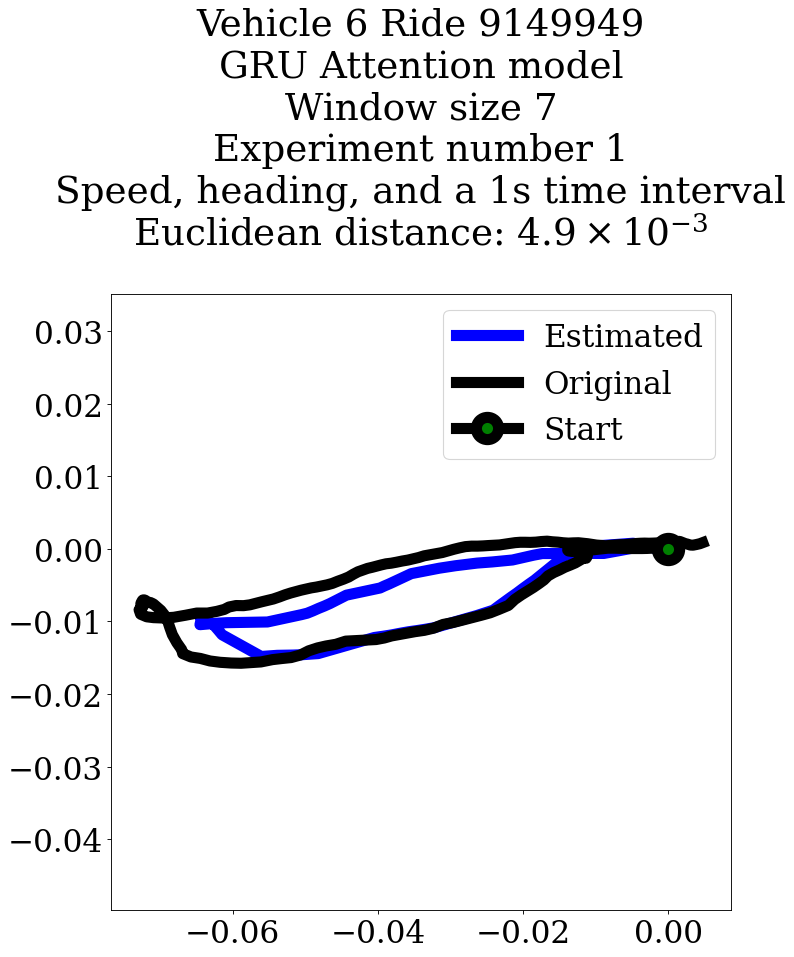 Vehicle 6 Ride 9149949
GRU Attention model
Window size 7
Experiment number 1
Speed, heading, and a 1s time interval
Euclidean distance: 4.9 × 10⁻³
Estimated
Original
Start
0.03
0.02
0.01
0.00
−0.01
−0.02
−0.03
−0.04
−0.06 −0.04 −0.02 0.00